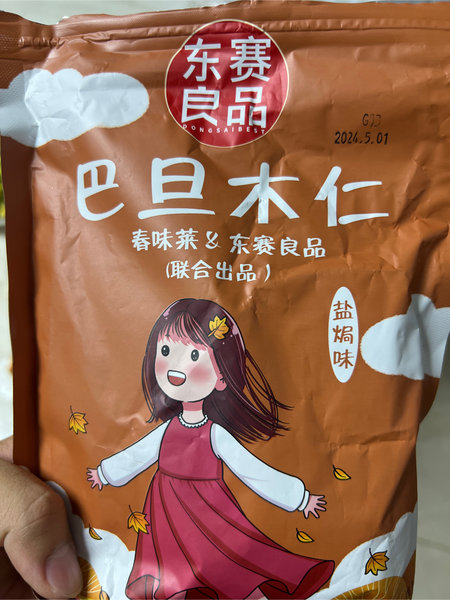 东赛
良品
DONGSAIBEST
G03
2024.5.01
巴旦木仁
春味莱 & 东赛良品
(联合出品)
盐焗味